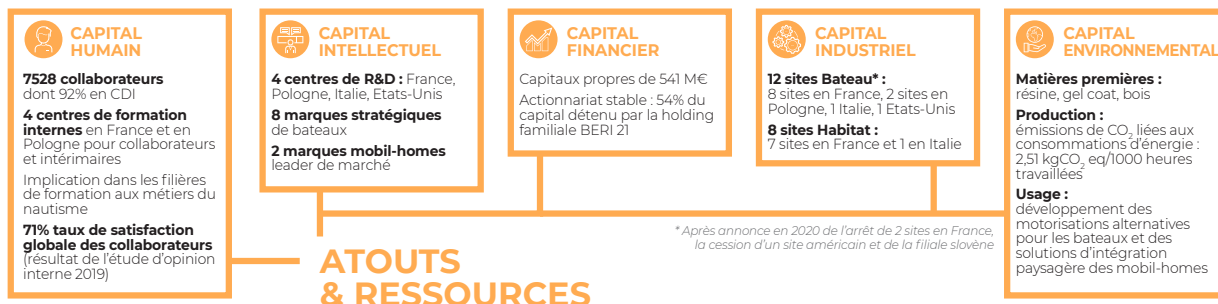 CAPITAL
HUMAIN
7528 collaborateurs
dont 92% en CDI
4 centres de formation
internes en France et en
Pologne pour collaborateurs
et intérimaires
Implication dans les filières
de formation aux métiers du
nautisme
71% taux de satisfaction
globale des collaborateurs
(résultat de l'étude d'opinion
interne 2019)
CAPITAL
INTELLECTUEL
4 centres de R&D : France,
Pologne, Italie, Etats-Unis
8 marques stratégiques
de bateaux
2 marques mobil-homes
leader de marché
CAPITAL
FINANCIER
Capitaux propres de 541 M€
Actionnariat stable : 54% du
capital détenu par la holding
familiale BERI 21
CAPITAL
INDUSTRIEL
12 sites Bateau* :
8 sites en France, 2 sites en
Pologne, 1 Italie, 1 Etats-Unis
8 sites Habitat :
7 sites en France et 1 en Italie
CAPITAL
ENVIRONNEMENTAL
Matières premières :
résine, gel coat, bois
Production :
émissions de CO₂ liées aux
consommations d'énergie :
2,51 kgCO₂ eq/1000 heures
travaillées
Usage :
développement des
motorisations alternatives
pour les bateaux et des
solutions d'intégration
paysagère des mobil-homes
* Après annonce en 2020 de l'arrêt de 2 sites en France,
la cession d'un site américain et de la filiale slovène
ATOUTS
& RESSOURCES